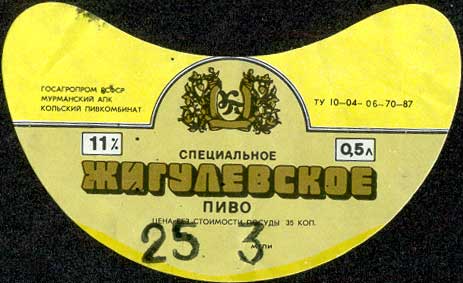 ГОСАГРОПРОМ РСФСР
МУРМАНСКИЙ АПК
КОЛЬСКИЙ ПИВКОМБИНАТ
ТУ 10-04-06-70-87
11%
0,5л
СПЕЦИАЛЬНОЕ
ЖИГУЛЕВСКОЕ
ПИВО
ЦЕНА БЕЗ СТОИМОСТИ ПОСУДЫ 35 КОП.
25 3